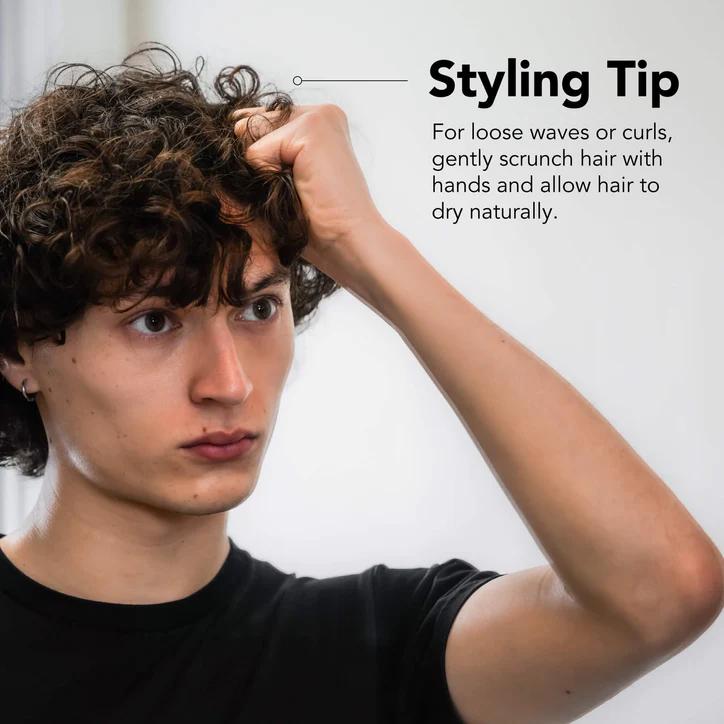 Styling Tip
For loose waves or curls,
gently scrunch hair with
hands and allow hair to
dry naturally.